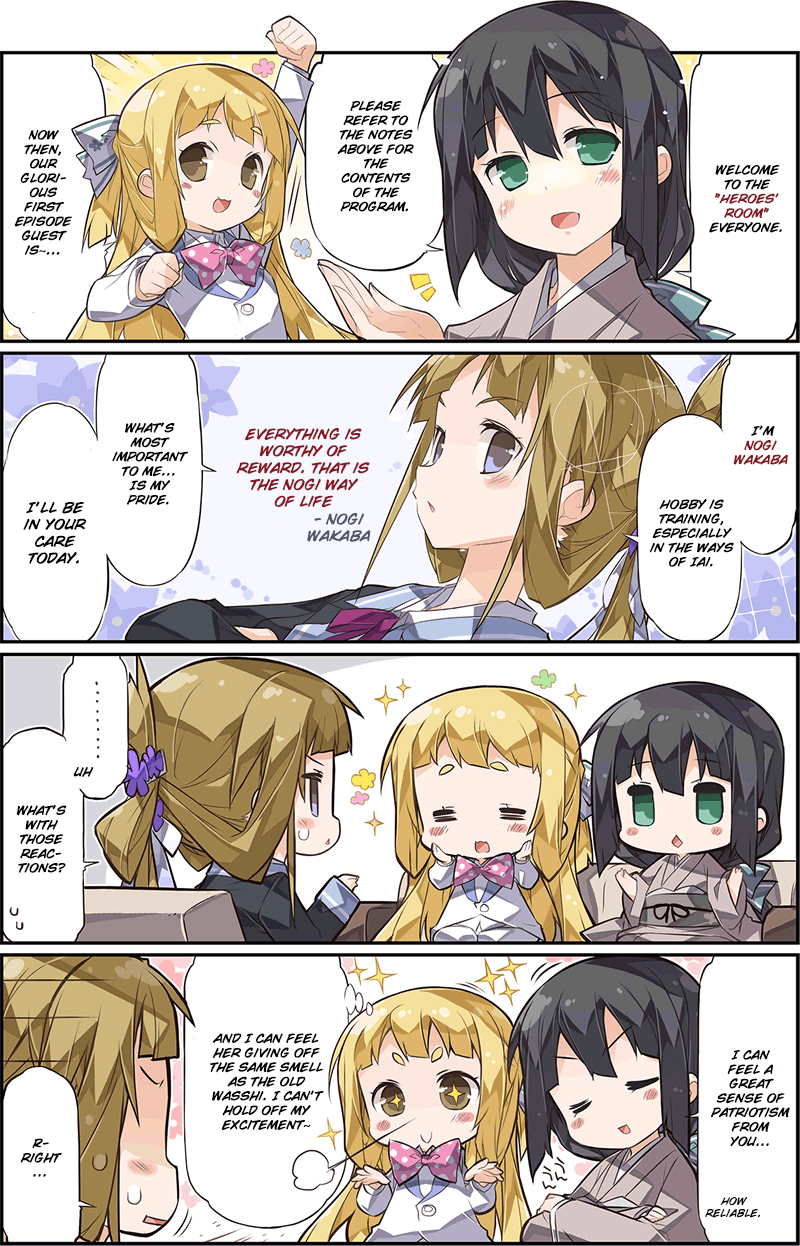 WELCOME
TO THE
"HEROES'
ROOM"
EVERYONE.
PLEASE
REFER TO
THE NOTES
ABOVE FOR
THE
CONTENTS
OF THE
PROGRAM.
NOW
THEN,
OUR
GLORI-
OUS
FIRST
EPISODE
GUEST
IS~...
I'M
NOGI
WAKABA
HOBBY IS
TRAINING,
ESPECIALLY
IN THE WAYS
OF IAI.
EVERYTHING IS
WORTHY OF
REWARD. THAT IS
THE NOGI WAY
OF LIFE
- NOGI
WAKABA
WHAT'S
MOST
IMPORTANT
TO ME...
IS MY
PRIDE.
I'LL BE
IN YOUR
CARE
TODAY.
.........
UH
WHAT'S
WITH
THOSE
REAC-
TIONS?
I CAN
FEEL A
GREAT
SENSE OF
PATRIOTISM
FROM
YOU...
HOW
RELIABLE.
AND I CAN FEEL
HER GIVING OFF
THE SAME SMELL
AS THE OLD
WASSHI. I CAN'T
HOLD OFF MY
EXCITEMENT~
R-
RIGHT
...